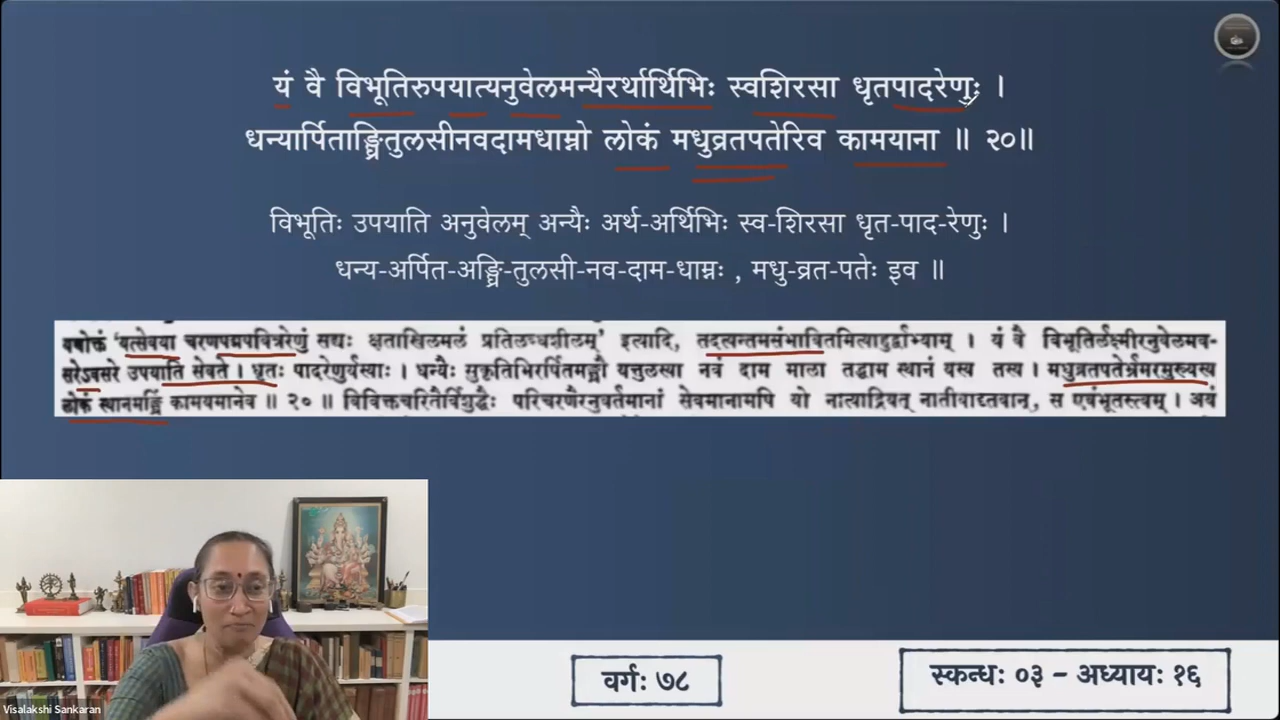 यं वै विभूतिरुपयात्यनुवेलमन्यैरर्थार्थिभिः स्वशिरसा धृतपादरेणुः ।
धन्यार्पिताङ्घ्रितुलसीनवदामधाम्नो लोकं मधुव्रतपतेरिव कामयाना ॥ २०॥
विभूतिः उपयाति अनुवेलम् अन्यैः अर्थ-अर्थिभिः स्व-शिरसा धृत-पाद-रेणुः ।
धन्य-अर्पित-अङ्घ्रि-तुलसी-नव-दाम-धाम्नः , मधु-व्रत-पतेः इव ॥
यच्चोक्तं 'यत्सेवया चरणपद्मपवित्ररेणुं सद्यः क्षताखिलमलं प्रतिलब्धशीलम्' इत्यादि, तदत्यन्तमसंभावितमित्याहुर्द्वाभ्याम् । यं वै विभूतिर्लक्ष्मीरनुवेलमव-
सरेऽवसरे उपयाति सेवते । धृतः पादरेणुर्यस्याः । धन्यैः सुकृतिभिरर्पितमङ्घ्रौ यत्तुलस्या नवं दाम माला तद्धाम स्थानं यस्य तस्य । मधुव्रतपतेर्भ्रमरमुख्यस्य
लोकं स्थानमङ्घ्रिं कामयमानेव ॥ २० ॥ विविक्तचरितैर्विशुद्धैः परिचरणैरनुवर्तमानां सेवमानामपि यो नात्याद्रियत् नातीवादृतवान्, स एवंभूतस्त्वम् । अयं
Visalakshi Sankaran
वर्गः ७८
स्कन्धः ०३ – अध्यायः १६